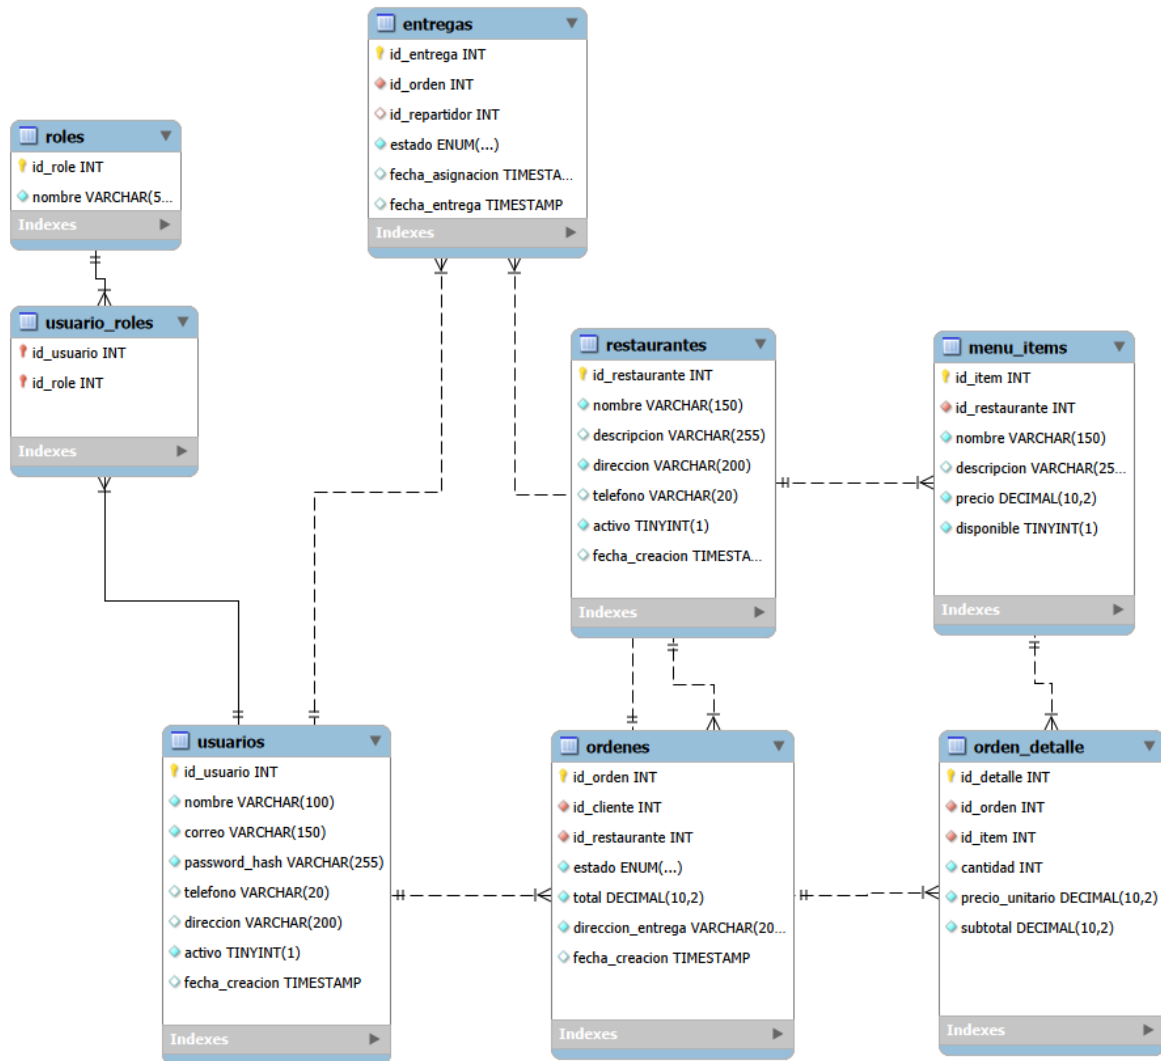 entregas
id_entrega INT
id_orden INT
id_repartidor INT
estado ENUM(...)
fecha_asignacion TIMESTA...
fecha_entrega TIMESTAMP
Indexes
roles
id_role INT
nombre VARCHAR(5...
Indexes
usuario_roles
id_usuario INT
id_role INT
Indexes
restaurantes
id_restaurante INT
nombre VARCHAR(150)
descripcion VARCHAR(255)
direccion VARCHAR(200)
telefono VARCHAR(20)
activo TINYINT(1)
fecha_creacion TIMESTA...
Indexes
menu_items
id_item INT
id_restaurante INT
nombre VARCHAR(150)
descripcion VARCHAR(25...
precio DECIMAL(10,2)
disponible TINYINT(1)
Indexes
usuarios
id_usuario INT
nombre VARCHAR(100)
correo VARCHAR(150)
password_hash VARCHAR(255)
telefono VARCHAR(20)
direccion VARCHAR(200)
activo TINYINT(1)
fecha_creacion TIMESTAMP
Indexes
ordenes
id_orden INT
id_cliente INT
id_restaurante INT
estado ENUM(...)
total DECIMAL(10,2)
direccion_entrega VARCHAR(20...
fecha_creacion TIMESTAMP
Indexes
orden_detalle
id_detalle INT
id_orden INT
id_item INT
cantidad INT
precio_unitario DECIMAL(10,2)
subtotal DECIMAL(10,2)
Indexes